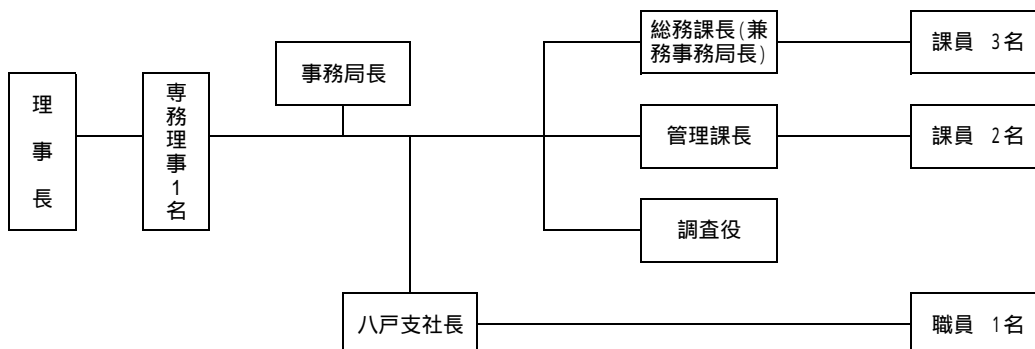 理事長
専務理事1名
事務局長
総務課長(兼
務事務局長)
課員 3名
管理課長
課員 2名
調査役
八戸支社長
職員 1名